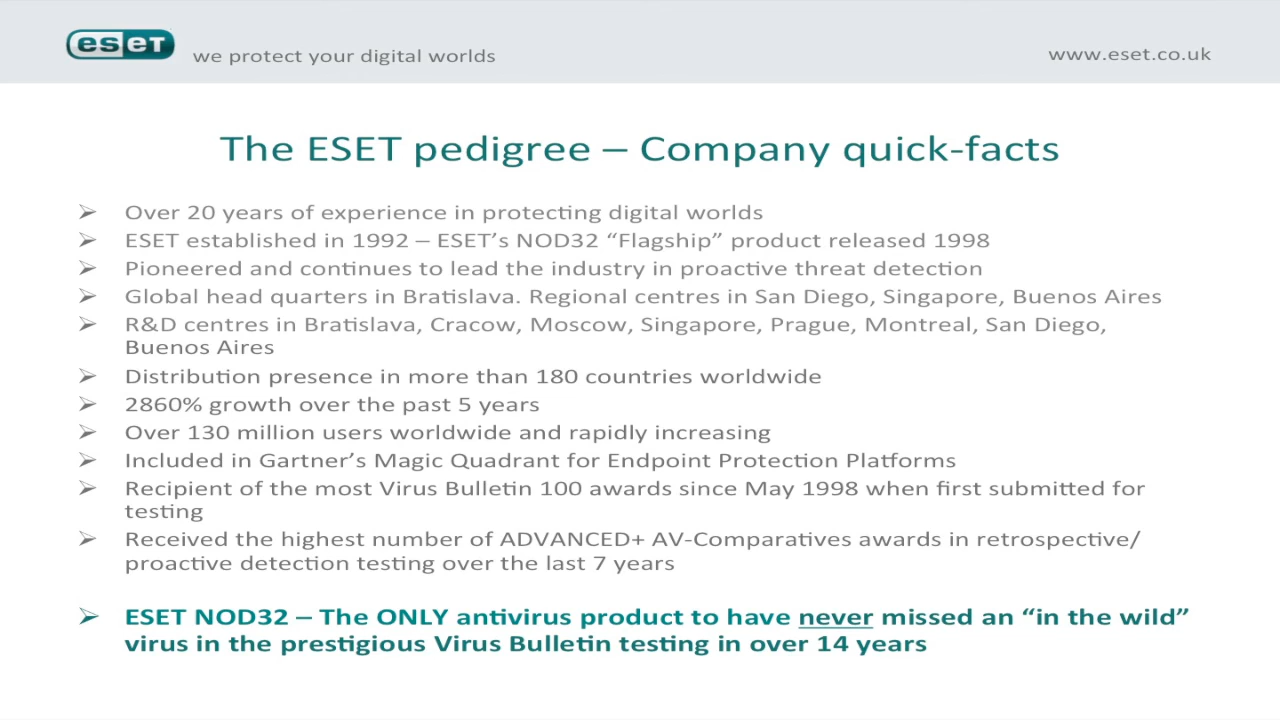 eset we protect your digital worlds www.eset.co.uk
The ESET pedigree – Company quick-facts
Over 20 years of experience in protecting digital worlds
ESET established in 1992 – ESET’s NOD32 “Flagship” product released 1998
Pioneered and continues to lead the industry in proactive threat detection
Global head quarters in Bratislava. Regional centres in San Diego, Singapore, Buenos Aires
R&D centres in Bratislava, Cracow, Moscow, Singapore, Prague, Montreal, San Diego,
Buenos Aires
Distribution presence in more than 180 countries worldwide
2860% growth over the past 5 years
Over 130 million users worldwide and rapidly increasing
Included in Gartner’s Magic Quadrant for Endpoint Protection Platforms
Recipient of the most Virus Bulletin 100 awards since May 1998 when first submitted for
testing
Received the highest number of ADVANCED+ AV-Comparatives awards in retrospective/
proactive detection testing over the last 7 years
ESET NOD32 – The ONLY antivirus product to have never missed an “in the wild”
virus in the prestigious Virus Bulletin testing in over 14 years